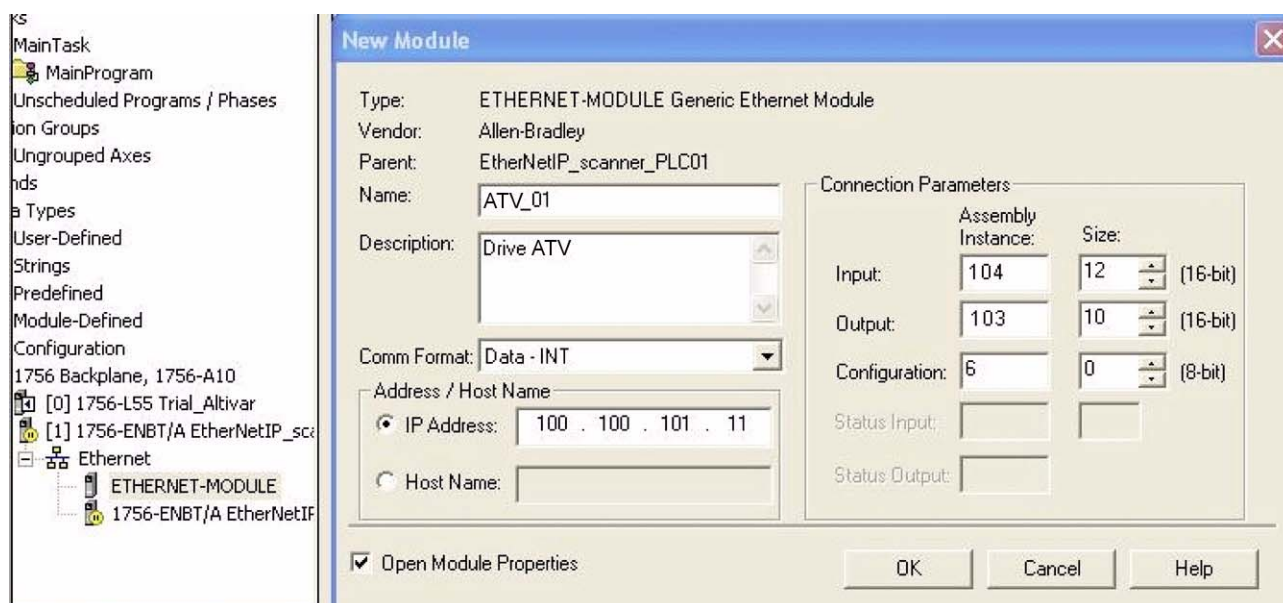 MainTask
MainProgram
Unscheduled Programs / Phases
ion Groups
Ungrouped Axes
nds
a Types
User-Defined
Strings
Predefined
Module-Defined
Configuration
1756 Backplane, 1756-A10
[0] 1756-L55 Trial_Altivar
[1] 1756-ENBT/A EtherNetIP_sca
Ethernet
ETHERNET-MODULE
1756-ENBT/A EtherNetIF
New Module
Type: ETHERNET-MODULE Generic Ethernet Module
Vendor: Allen-Bradley
Parent: EtherNetIP_scanner_PLC01
Name: ATV_01
Description: Drive ATV
Comm Format: Data - INT
Address / Host Name
IP Address: 100 . 100 . 101 . 11
Host Name:
Connection Parameters
Assembly
Instance: Size:
Input: 104 12 (16-bit)
Output: 103 10 (16-bit)
Configuration: 6 0 (8-bit)
Status Input:
Status Output:
Open Module Properties
OK Cancel Help